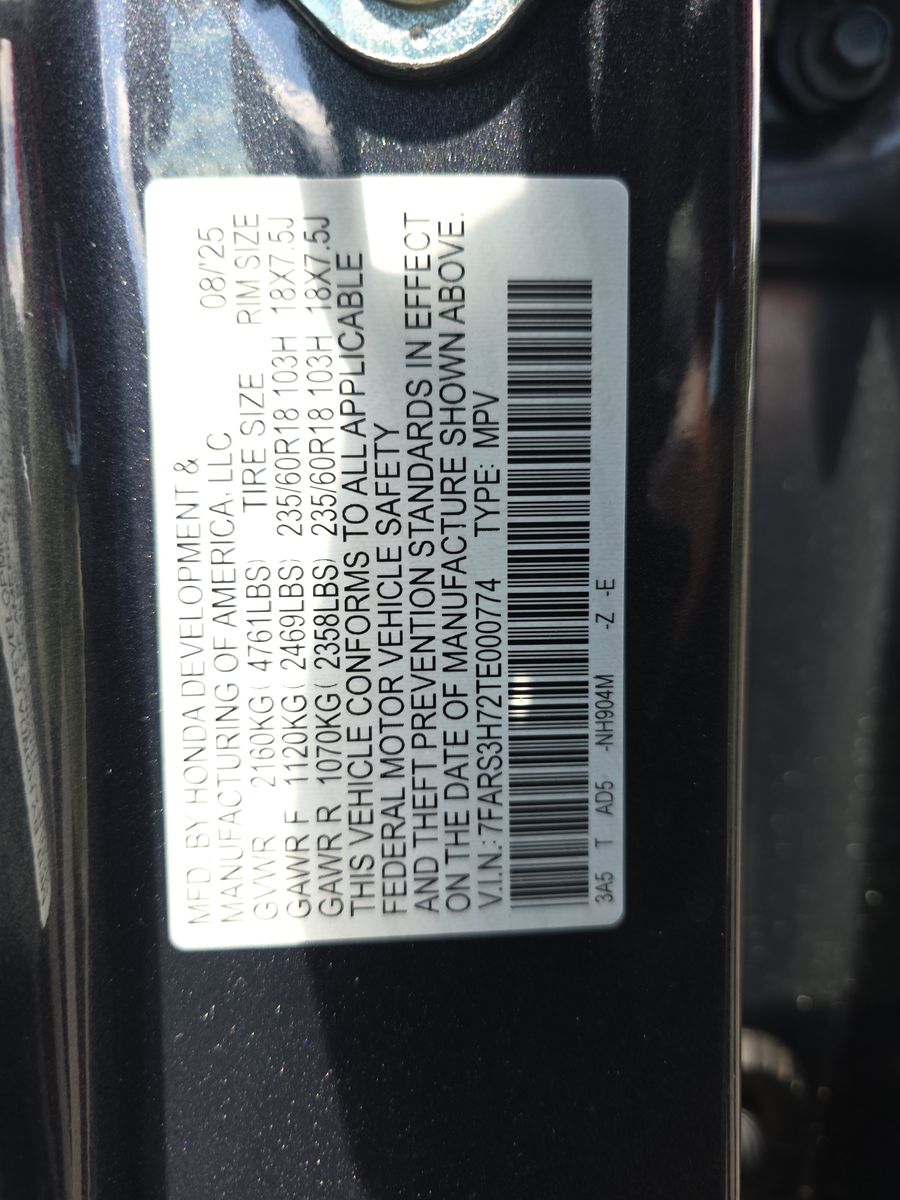 MFD. BY HONDA DEVELOPMENT &
MANUFACTURING OF AMERICA, LLC 08/'25
GVWR 2160KG ( 4761LBS) TIRE SIZE RIM SIZE
GAWR F 1120KG ( 2469LBS) 235/60R18 103H 18X7.5J
GAWR R 1070KG ( 2358LBS) 235/60R18 103H 18X7.5J
THIS VEHICLE CONFORMS TO ALL APPLICABLE
FEDERAL MOTOR VEHICLE SAFETY
AND THEFT PREVENTION STANDARDS IN EFFECT
ON THE DATE OF MANUFACTURE SHOWN ABOVE.
V.I.N.:7FARS3H72TE000774 TYPE: MPV
3A5 T AD5 -NH904M -Z -E